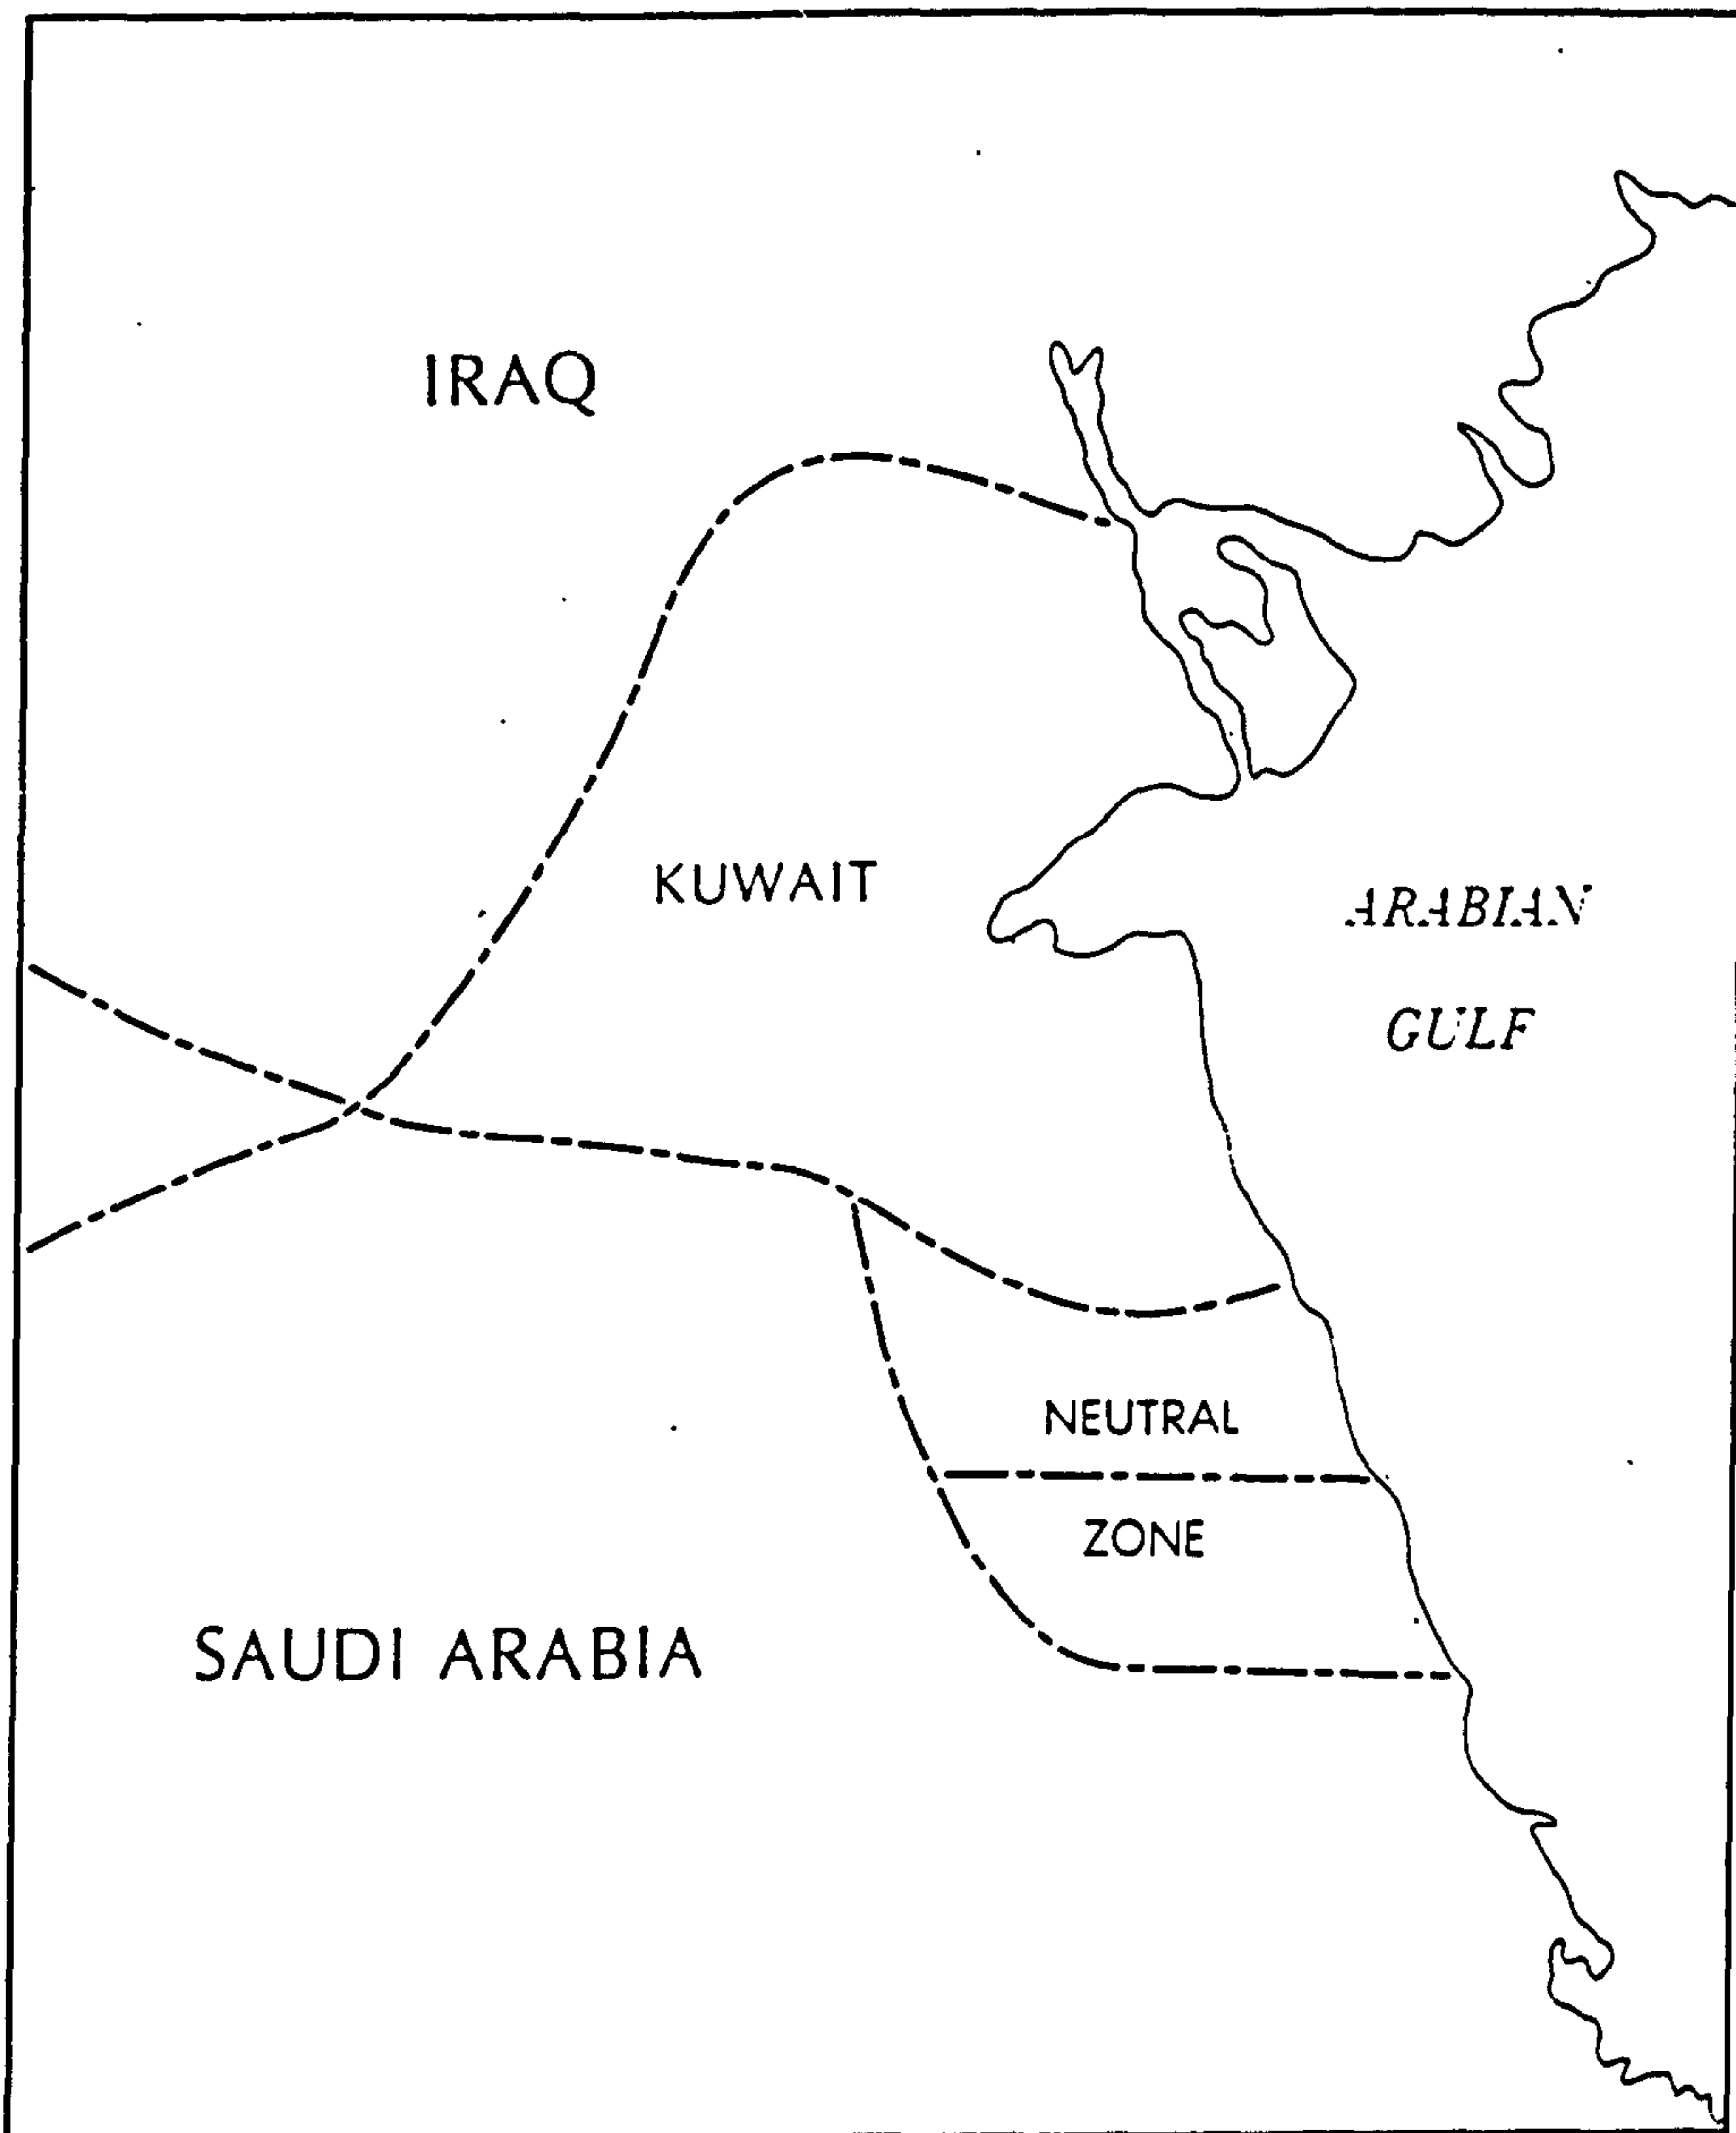 IRAQ
KUWAIT
ARABIAN
GULF
NEUTRAL
ZONE
SAUDI ARABIA